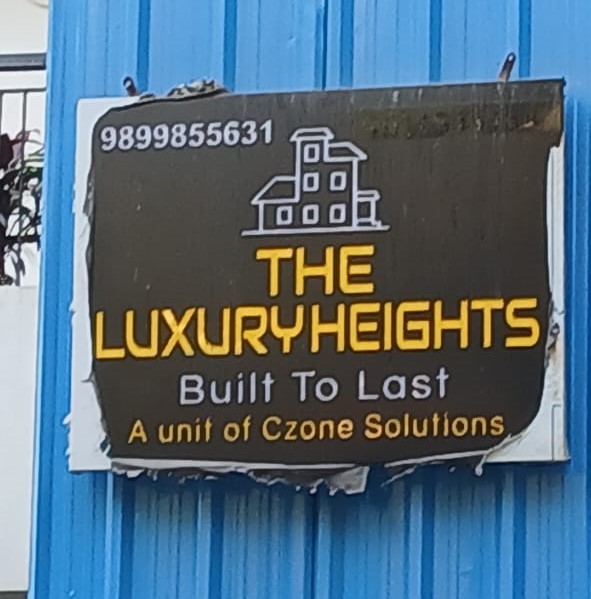 9899855631
THE
LUXURYHEIGHTS
Built To Last
A unit of Czone Solutions